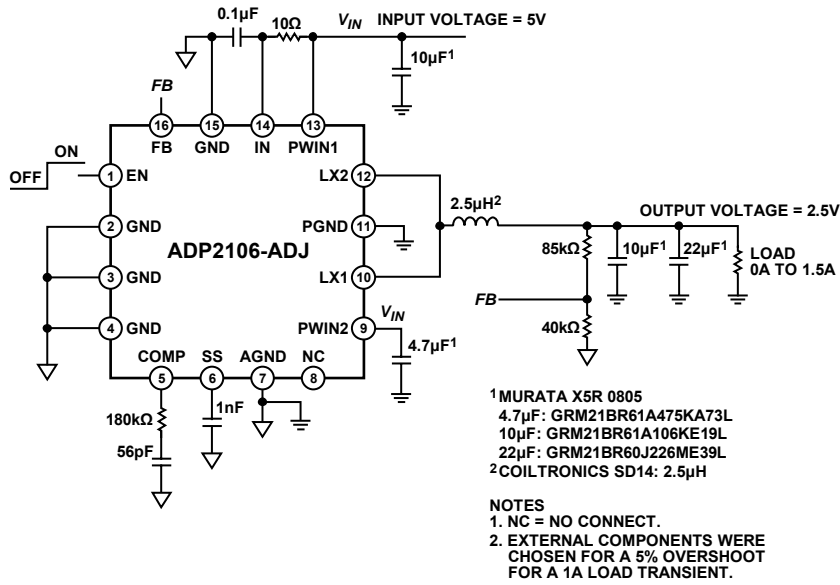 0.1µF
10Ω
VIN
INPUT VOLTAGE = 5V
10µF1
FB
16
15
14
13
FB
GND
IN
PWIN1
ON
OFF
1
EN
LX2
12
2.5µH2
OUTPUT VOLTAGE = 2.5V
2
GND
PGND
11
85kΩ
10µF1
22µF1
LOAD
0A TO 1.5A
ADP2106-ADJ
3
GND
LX1
10
FB
VIN
4
GND
PWIN2
9
40kΩ
4.7µF1
COMP
SS
AGND
NC
5
6
7
8
180kΩ
1nF
56pF
1MURATA X5R 0805
4.7µF: GRM21BR61A475KA73L
10µF: GRM21BR61A106KE19L
22µF: GRM21BR60J226ME39L
2COILTRONICS SD14: 2.5µH
NOTES
1. NC = NO CONNECT.
2. EXTERNAL COMPONENTS WERE
CHOSEN FOR A 5% OVERSHOOT
FOR A 1A LOAD TRANSIENT.